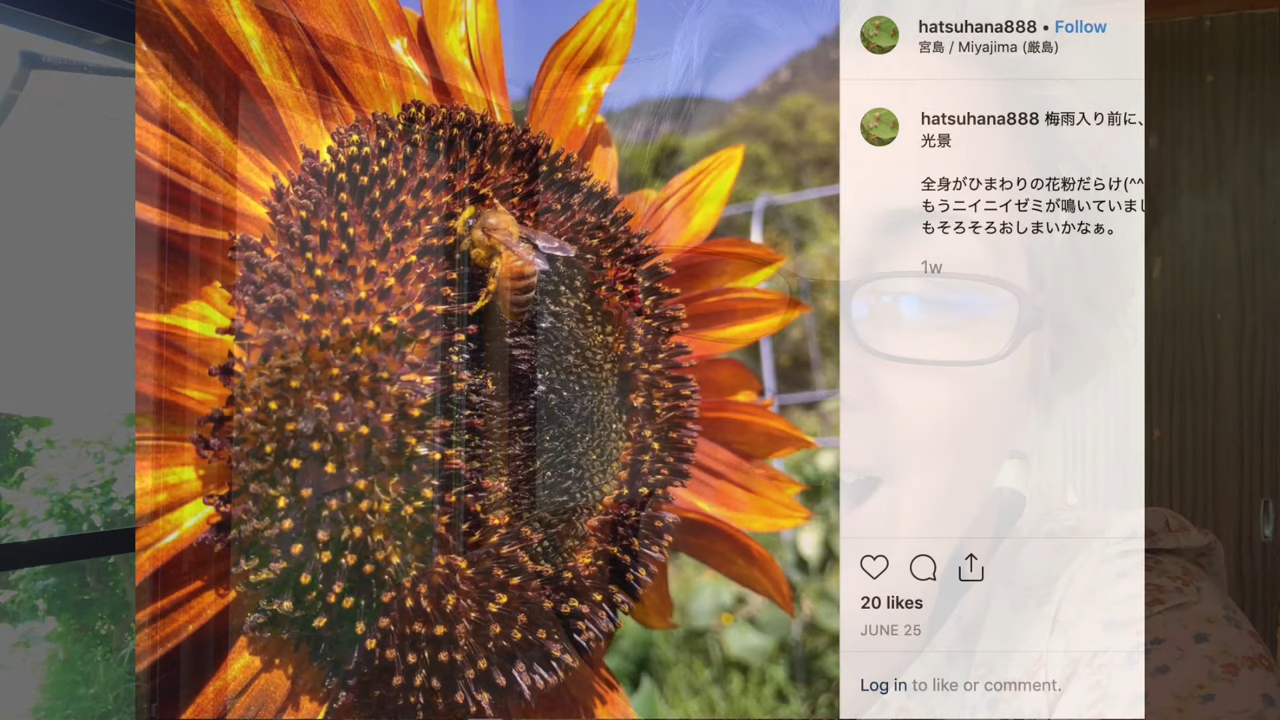 hatsuhana888 • Follow
宮島 / Miyajima (厳島)
hatsuhana888 梅雨入り前に、
光景
全身がひまわりの花粉だらけ(^^
もうニイニイゼミが鳴いていまし
もそろそろおしまいかなぁ。
1w
20 likes
JUNE 25
Log in to like or comment.